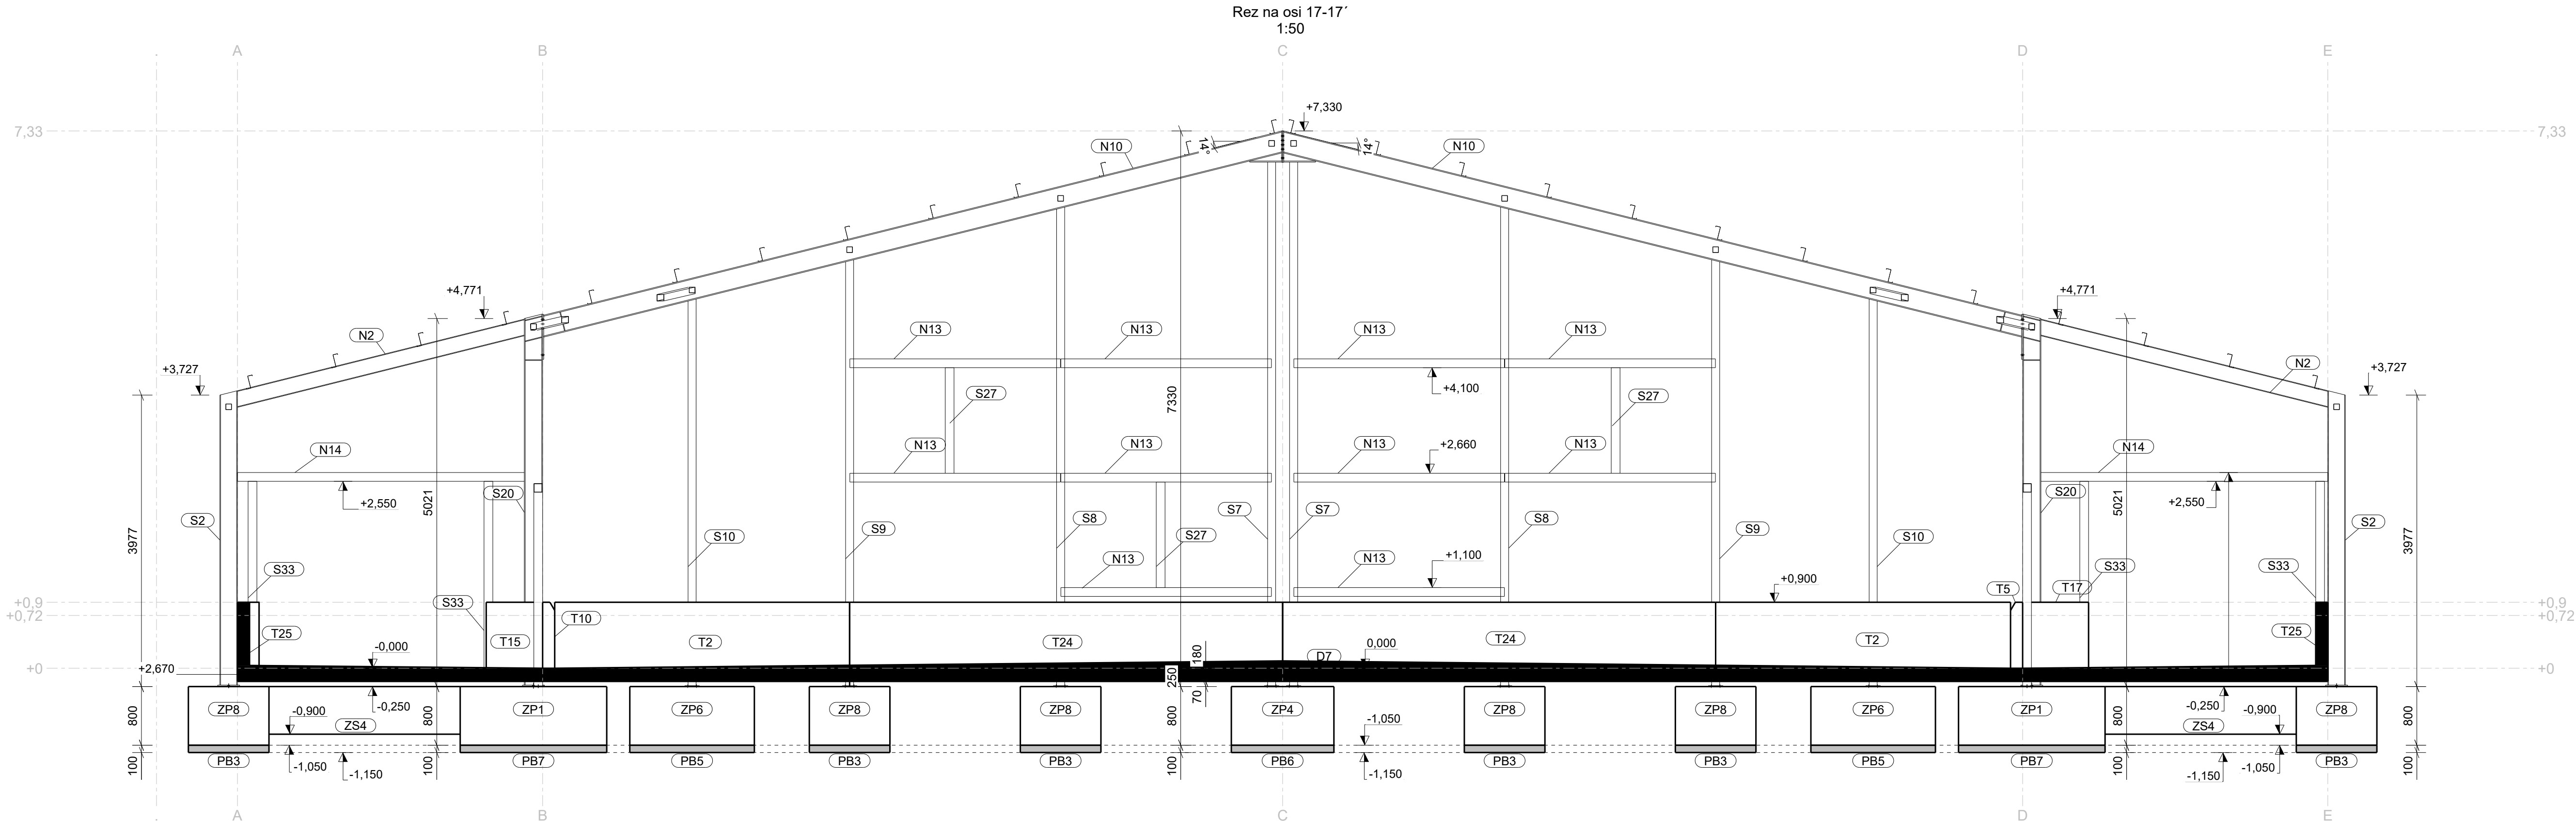 Rez na osi 17-17´
1:50
A B C D E
+7,330
7,33 7,33
N10 14° 14° N10
+4,771 +4,771
N2 N13 N13 N13 N13 N2
+3,727 +3,727
+4,100
7330
S27 S27
N14 N13 N13 +2,660 N13 N13 N14
S20 S20
+2,550 5021 5021 +2,550
S2 S9 S8 S7 S7 S8 S9 S2
3977 S10 S27 S10 3977
N13 N13 +1,100
S33 S33 S33
+0,900
T5 T17
+0,9 S33 +0,9
+0,72 T10 +0,72
T25 T15 T2 T24 T24 T2 T25
-0,000 180 D7 0,000
+2,670
+0 +0
250 70
ZP8 ZP1 ZP6 ZP8 ZP8 ZP4 ZP8 ZP8 ZP6 ZP1 ZP8
-0,250 -0,250
800 -0,900 800 800 -1,050 800 -0,900 800
ZS4 ZS4
PB3 PB7 PB5 PB3 PB3 PB6 PB3 PB3 PB5 PB7 PB3
100 -1,050 100 100 100 -1,050 100
-1,150 -1,150 -1,150
A B C D E